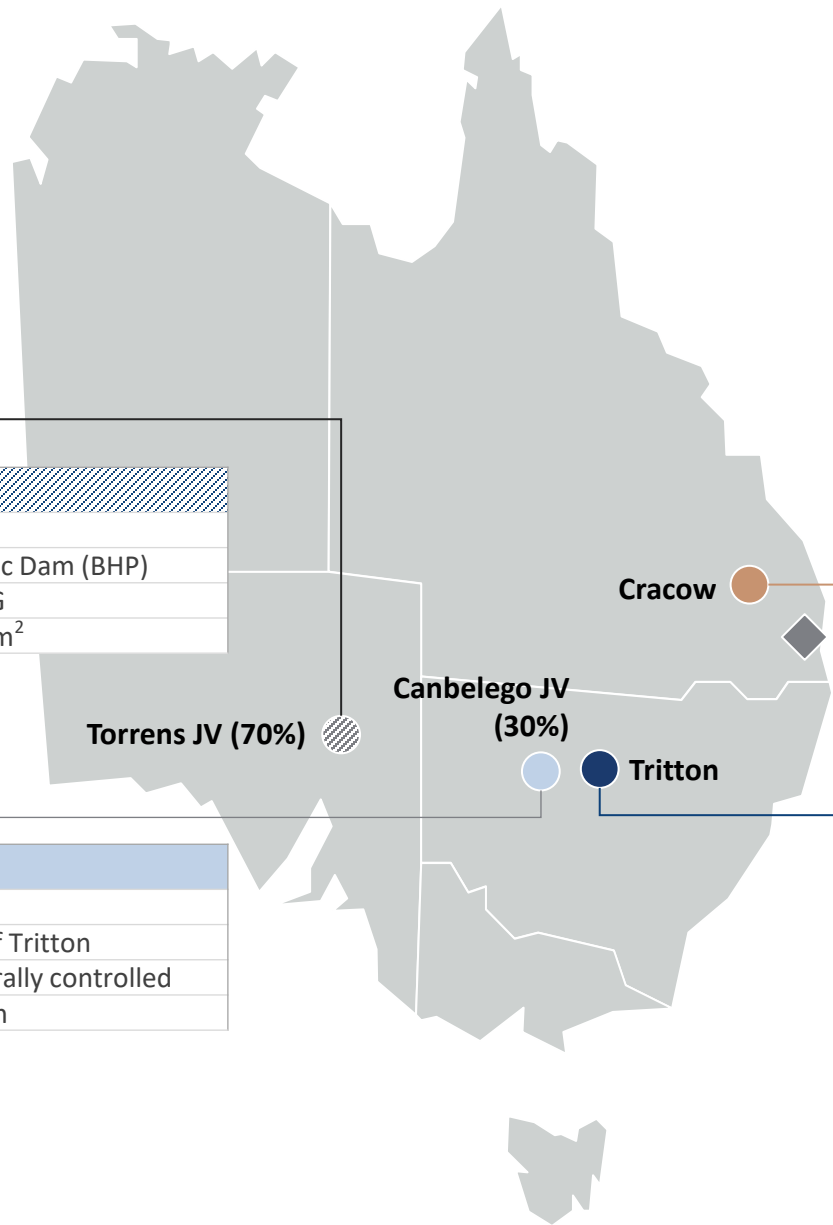 c Dam (BHP)
G
m²
Cracow
Canbelego JV
(30%)
Torrens JV (70%)
Tritton
f Tritton
rally controlled
n